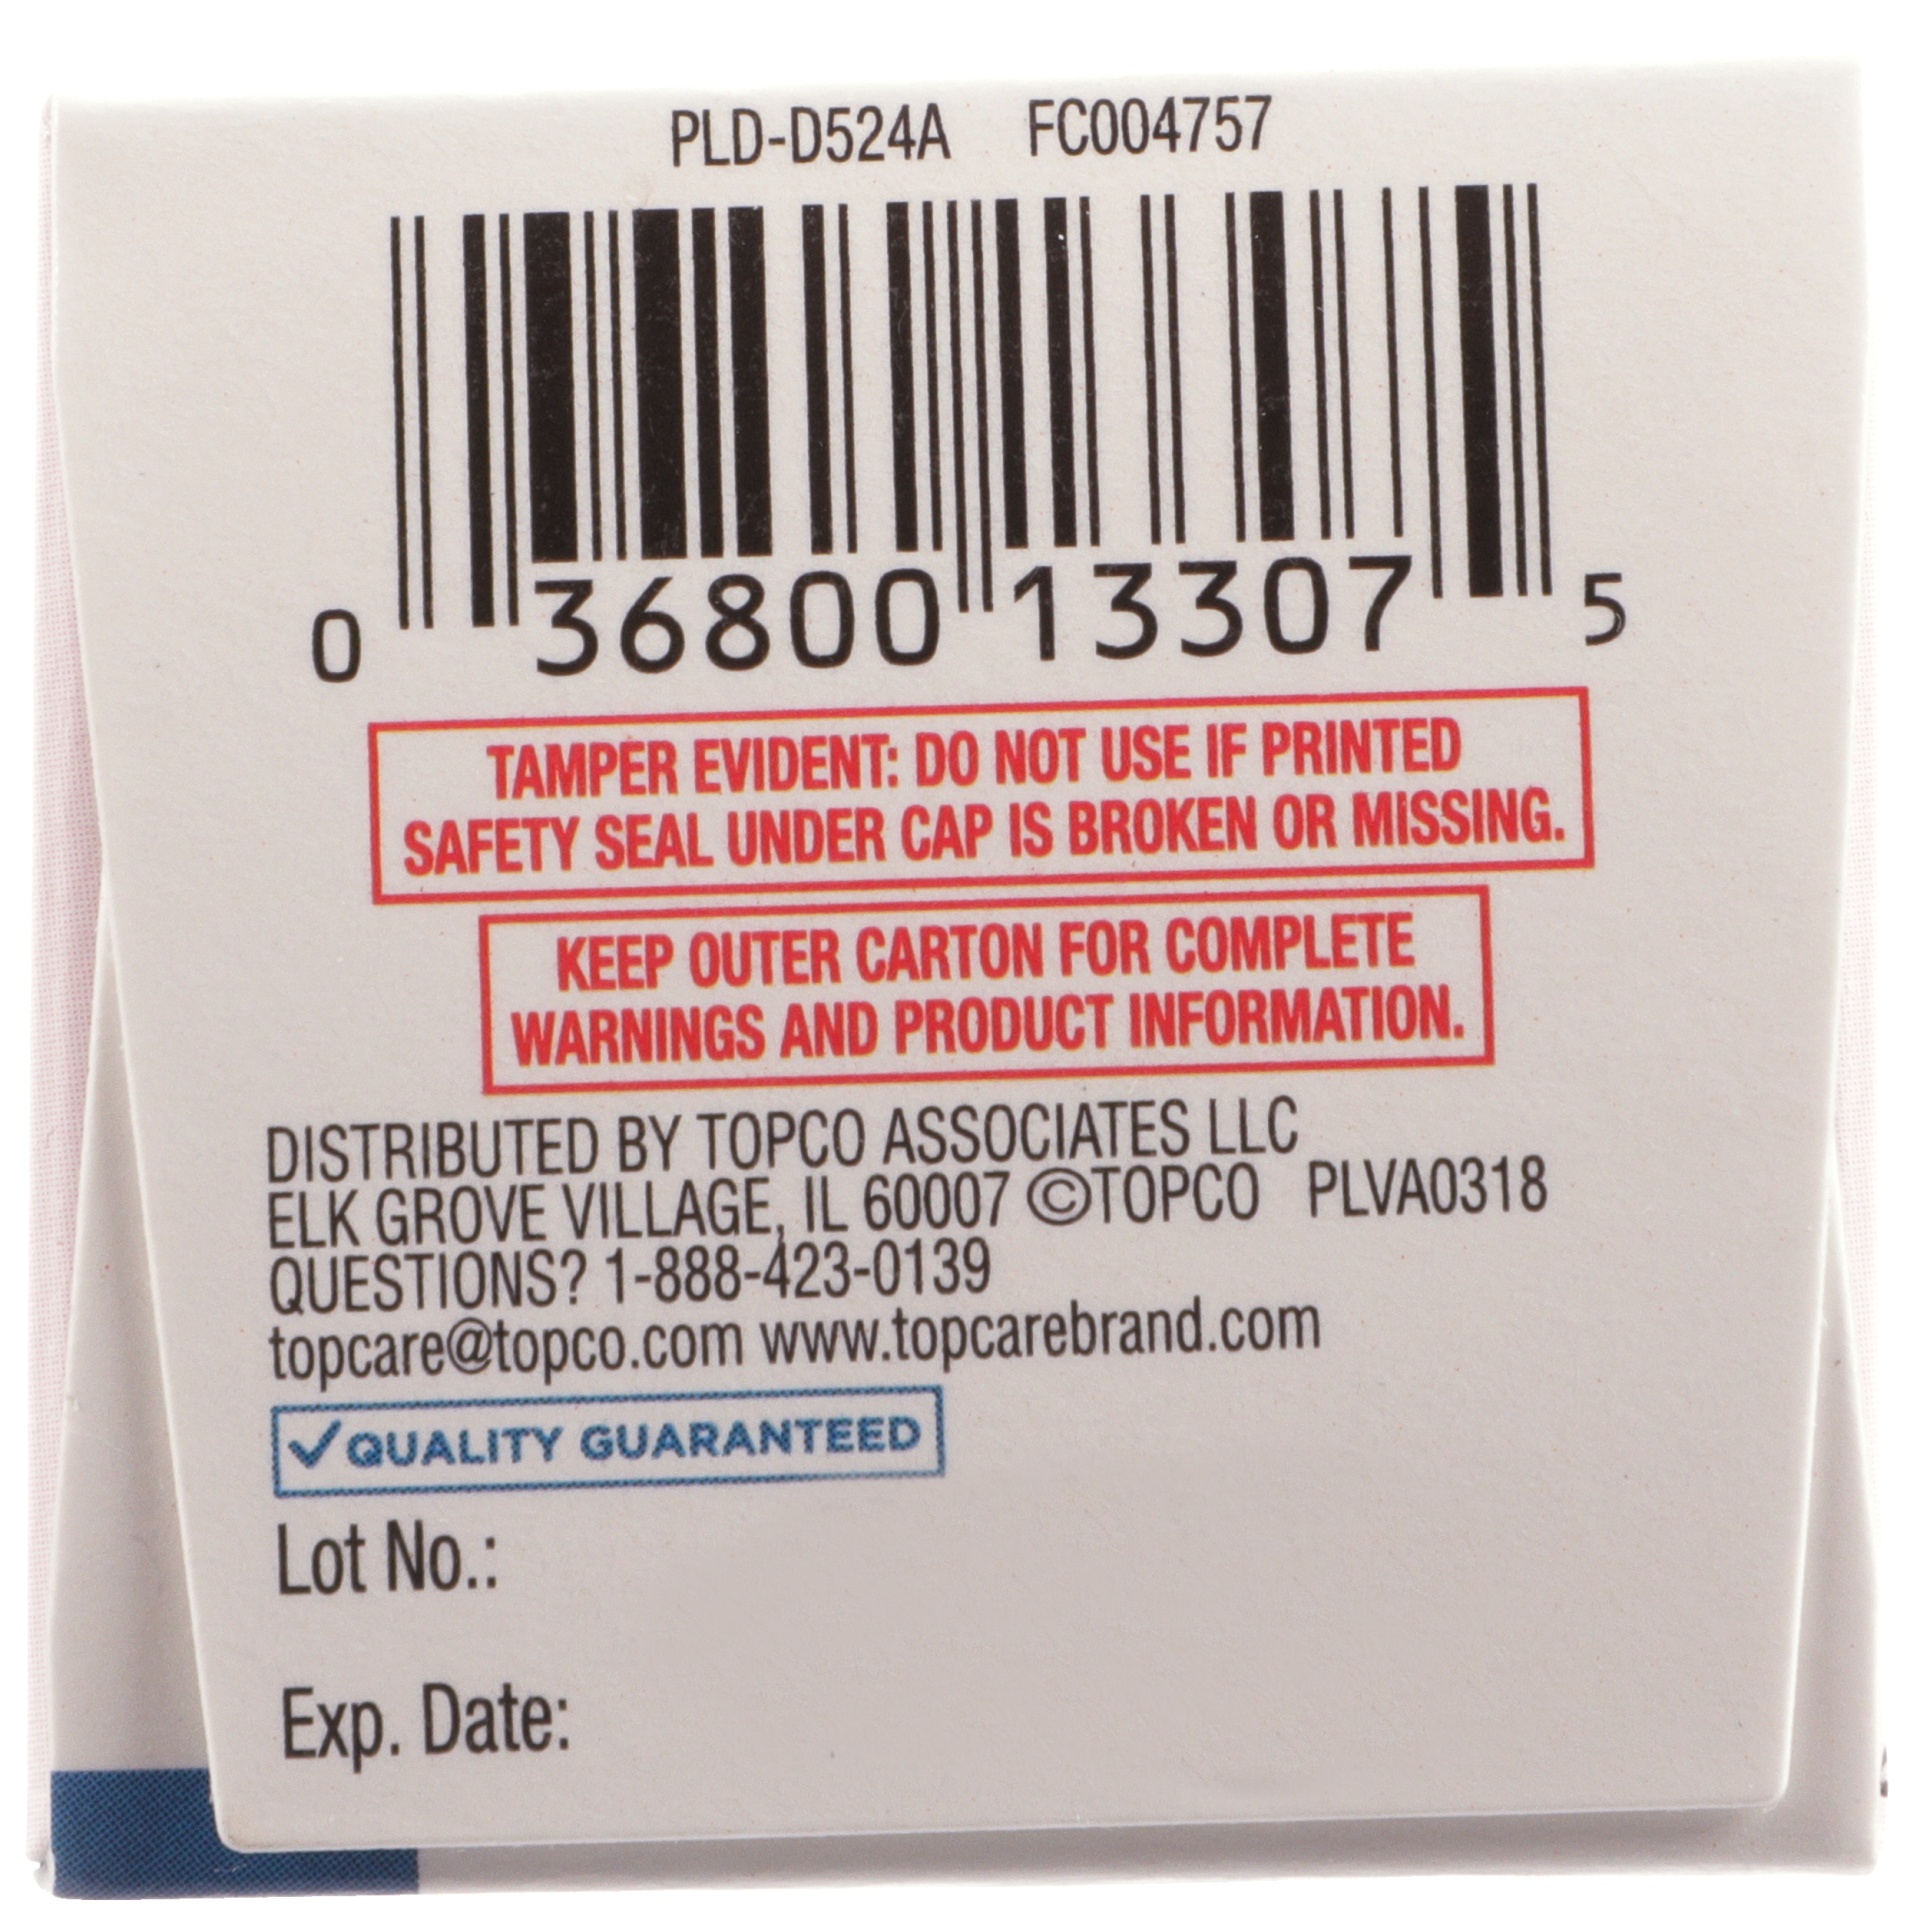 PLD-D524A FC004757
0 36800 13307 5
TAMPER EVIDENT: DO NOT USE IF PRINTED
SAFETY SEAL UNDER CAP IS BROKEN OR MISSING.
KEEP OUTER CARTON FOR COMPLETE
WARNINGS AND PRODUCT INFORMATION.
DISTRIBUTED BY TOPCO ASSOCIATES LLC
ELK GROVE VILLAGE, IL 60007 ©TOPCO PLVA0318
QUESTIONS? 1-888-423-0139
topcare@topco.com www.topcarebrand.com
✓QUALITY GUARANTEED
Lot No.:
Exp. Date: